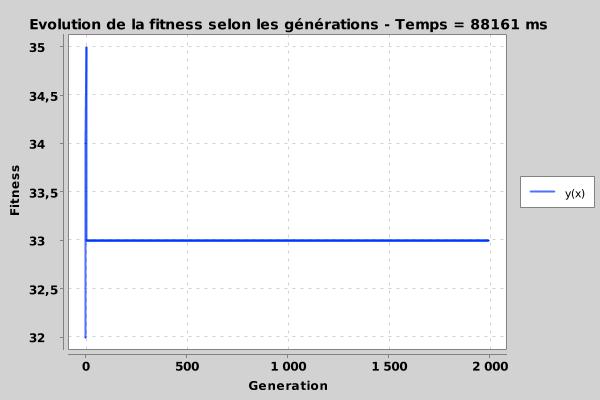 Evolution de la fitness selon les générations - Temps = 88161 ms
35
34,5
34
33,5
33
32,5
32
Fitness
0 500 1 000 1 500 2 000
Generation
y(x)